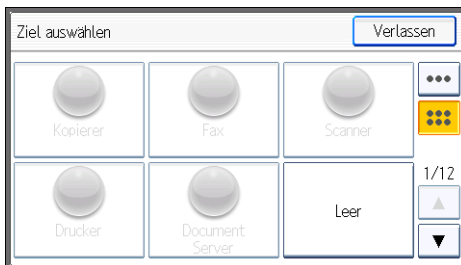 Ziel auswählen
Verlassen
Kopierer
Fax
Scanner
1/12
Drucker
Document
Server
Leer